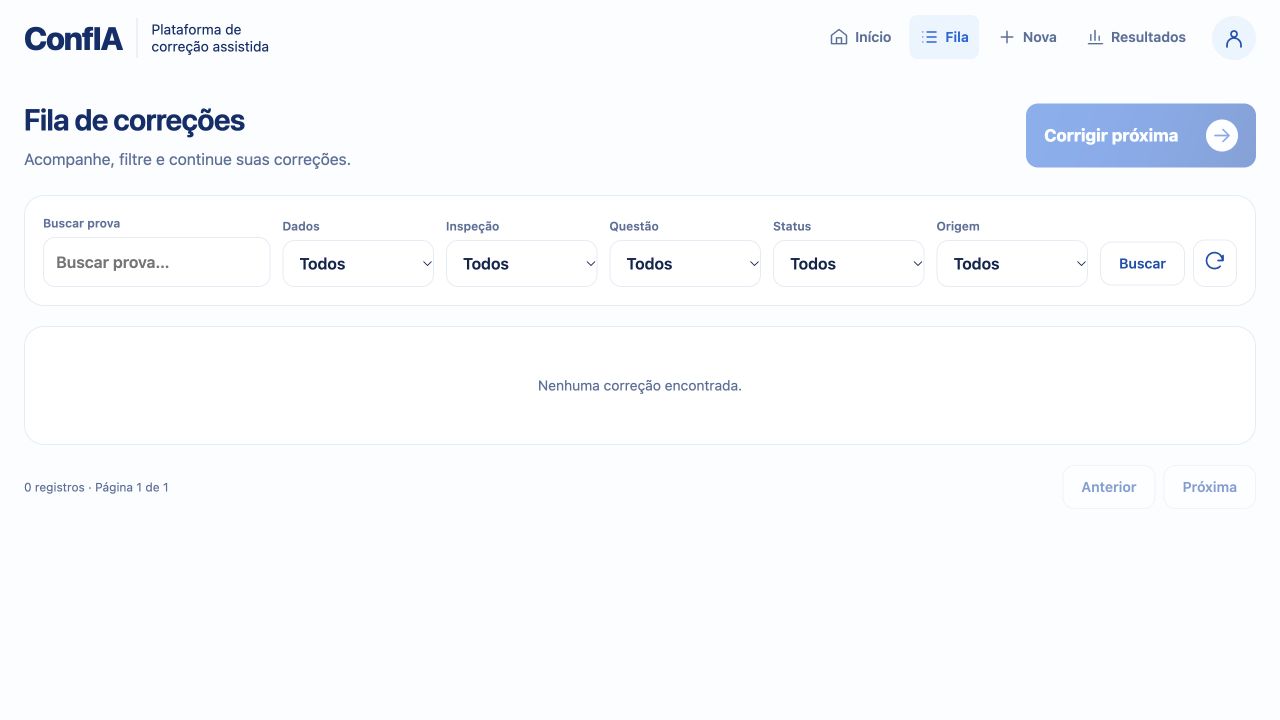 ConfIA
Plataforma de
correção assistida
Início
Fila
Nova
Resultados
Fila de correções
Acompanhe, filtre e continue suas correções.
Corrigir próxima
Buscar prova
Buscar prova...
Dados
Todos
Inspeção
Todos
Questão
Todos
Status
Todos
Origem
Todos
Buscar
Nenhuma correção encontrada.
0 registros · Página 1 de 1
Anterior
Próxima